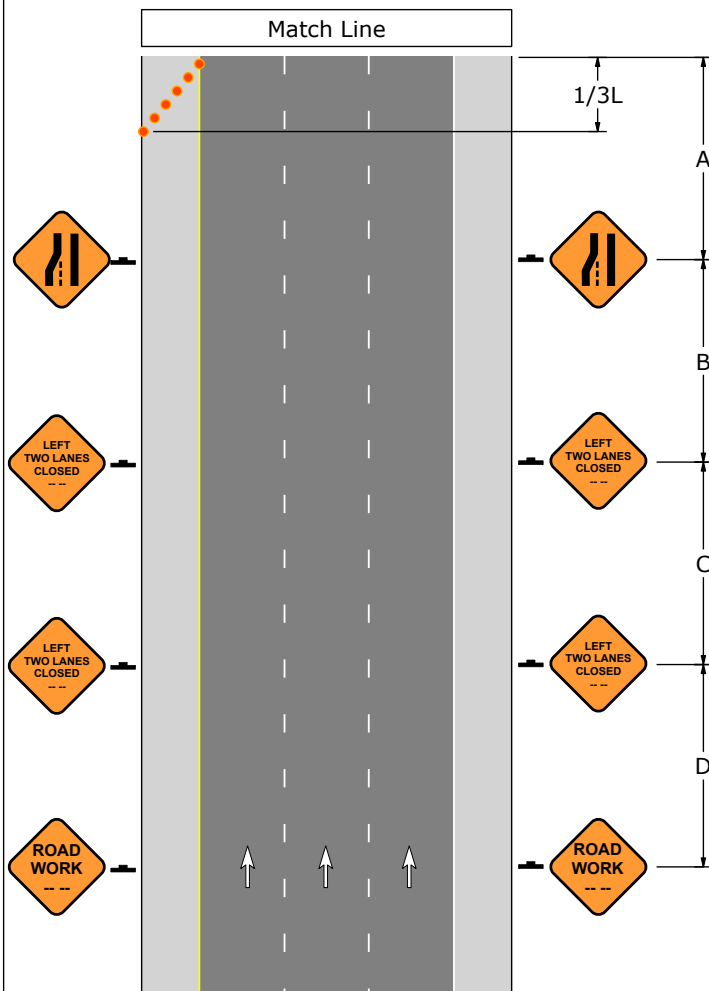 Match Line
1/3L
A
B
LEFT
TWO LANES
CLOSED
-- --
LEFT
TWO LANES
CLOSED
-- --
C
LEFT
TWO LANES
CLOSED
-- --
LEFT
TWO LANES
CLOSED
-- --
D
ROAD
WORK
-- --
ROAD
WORK
-- --